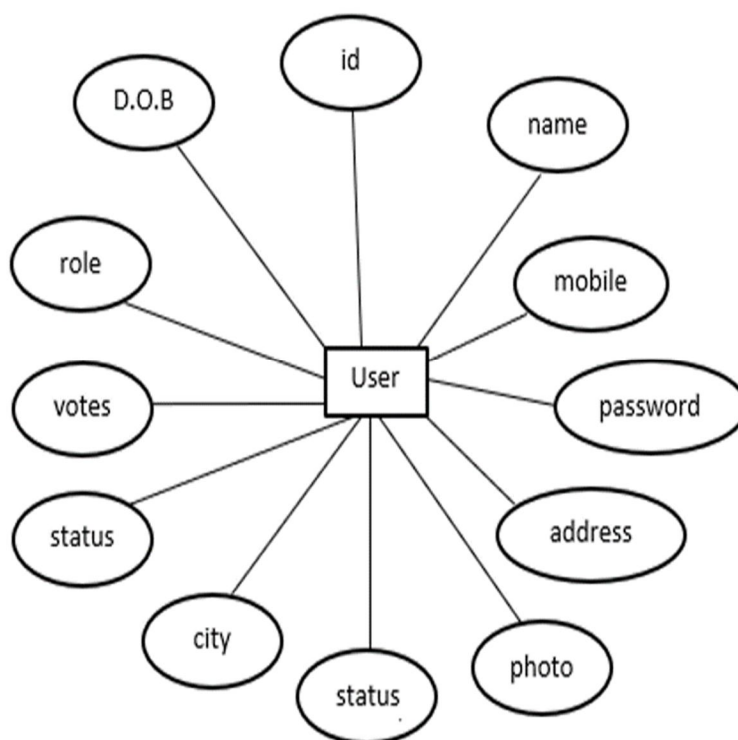 id
D.O.B
name
role
mobile
User
votes
password
status
address
city
photo
status